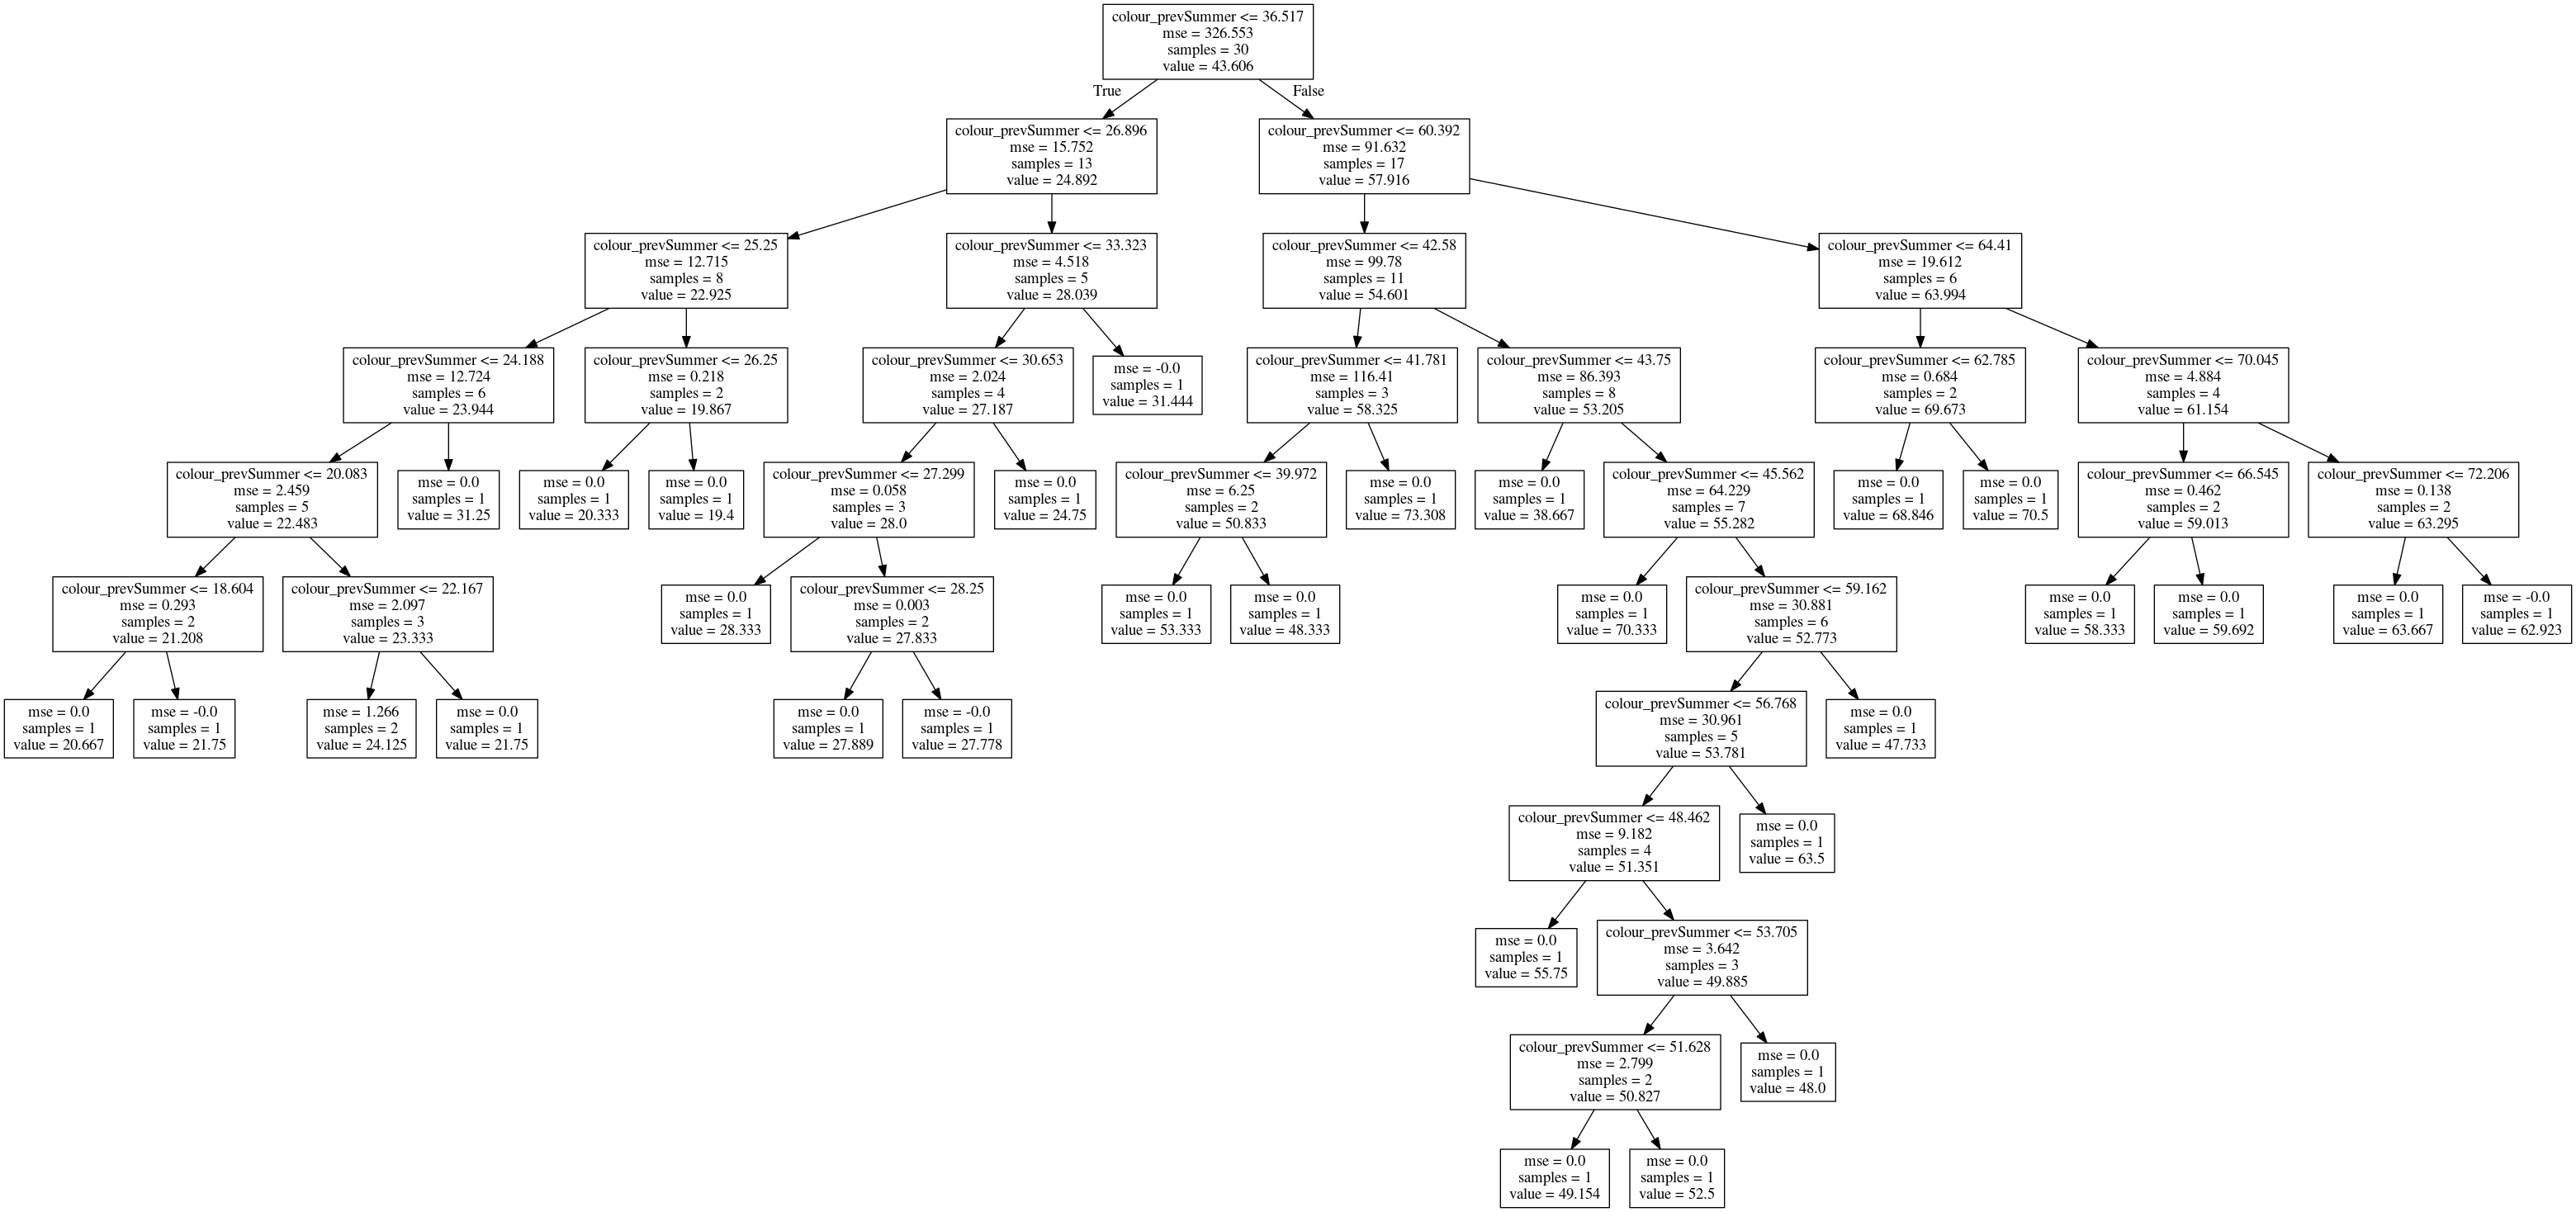 colour_prevSummer <= 36.517
mse = 326.553
samples = 30
value = 43.606
True
False
colour_prevSummer <= 26.896
mse = 15.752
samples = 13
value = 24.892
colour_prevSummer <= 60.392
mse = 91.632
samples = 17
value = 57.916
colour_prevSummer <= 25.25
mse = 12.715
samples = 8
value = 22.925
colour_prevSummer <= 33.323
mse = 4.518
samples = 5
value = 28.039
colour_prevSummer <= 42.58
mse = 99.78
samples = 11
value = 54.601
colour_prevSummer <= 64.41
mse = 19.612
samples = 6
value = 63.994
colour_prevSummer <= 24.188
mse = 12.724
samples = 6
value = 23.944
colour_prevSummer <= 26.25
mse = 0.218
samples = 2
value = 19.867
colour_prevSummer <= 30.653
mse = 2.024
samples = 4
value = 27.187
mse = -0.0
samples = 1
value = 31.444
colour_prevSummer <= 41.781
mse = 116.41
samples = 3
value = 58.325
colour_prevSummer <= 43.75
mse = 86.393
samples = 8
value = 53.205
colour_prevSummer <= 62.785
mse = 0.684
samples = 2
value = 69.673
colour_prevSummer <= 70.045
mse = 4.884
samples = 4
value = 61.154
colour_prevSummer <= 20.083
mse = 2.459
samples = 5
value = 22.483
mse = 0.0
samples = 1
value = 31.25
mse = 0.0
samples = 1
value = 20.333
mse = 0.0
samples = 1
value = 19.4
colour_prevSummer <= 27.299
mse = 0.058
samples = 3
value = 28.0
mse = 0.0
samples = 1
value = 24.75
colour_prevSummer <= 39.972
mse = 6.25
samples = 2
value = 50.833
mse = 0.0
samples = 1
value = 73.308
mse = 0.0
samples = 1
value = 38.667
colour_prevSummer <= 45.562
mse = 64.229
samples = 7
value = 55.282
mse = 0.0
samples = 1
value = 68.846
mse = 0.0
samples = 1
value = 70.5
colour_prevSummer <= 66.545
mse = 0.462
samples = 2
value = 59.013
colour_prevSummer <= 72.206
mse = 0.138
samples = 2
value = 63.295
colour_prevSummer <= 18.604
mse = 0.293
samples = 2
value = 21.208
colour_prevSummer <= 22.167
mse = 2.097
samples = 3
value = 23.333
mse = 0.0
samples = 1
value = 28.333
colour_prevSummer <= 28.25
mse = 0.003
samples = 2
value = 27.833
mse = 0.0
samples = 1
value = 53.333
mse = 0.0
samples = 1
value = 48.333
mse = 0.0
samples = 1
value = 70.333
colour_prevSummer <= 59.162
mse = 30.881
samples = 6
value = 52.773
mse = 0.0
samples = 1
value = 58.333
mse = 0.0
samples = 1
value = 59.692
mse = 0.0
samples = 1
value = 63.667
mse = -0.0
samples = 1
value = 62.923
mse = 0.0
samples = 1
value = 20.667
mse = -0.0
samples = 1
value = 21.75
mse = 1.266
samples = 2
value = 24.125
mse = 0.0
samples = 1
value = 21.75
mse = 0.0
samples = 1
value = 27.889
mse = -0.0
samples = 1
value = 27.778
colour_prevSummer <= 56.768
mse = 30.961
samples = 5
value = 53.781
mse = 0.0
samples = 1
value = 47.733
colour_prevSummer <= 48.462
mse = 9.182
samples = 4
value = 51.351
mse = 0.0
samples = 1
value = 63.5
mse = 0.0
samples = 1
value = 55.75
colour_prevSummer <= 53.705
mse = 3.642
samples = 3
value = 49.885
colour_prevSummer <= 51.628
mse = 2.799
samples = 2
value = 50.827
mse = 0.0
samples = 1
value = 48.0
mse = 0.0
samples = 1
value = 49.154
mse = 0.0
samples = 1
value = 52.5